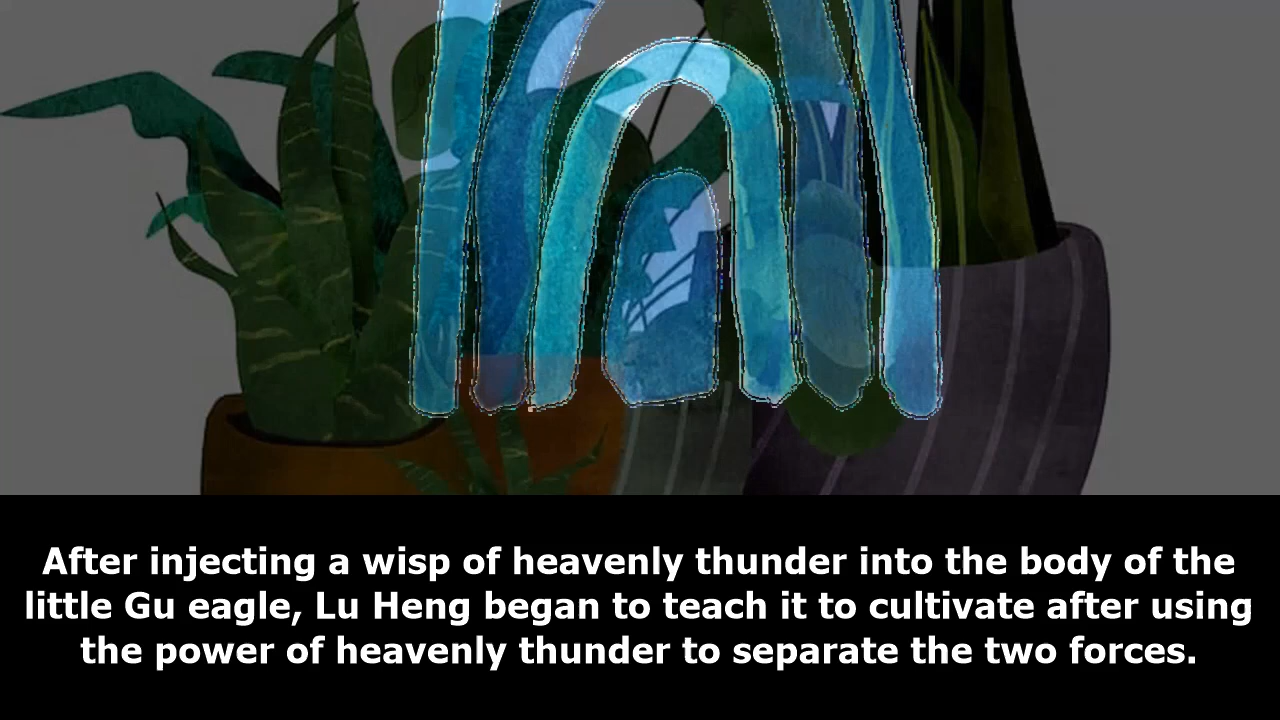 After injecting a wisp of heavenly thunder into the body of the
little Gu eagle, Lu Heng began to teach it to cultivate after using
the power of heavenly thunder to separate the two forces.